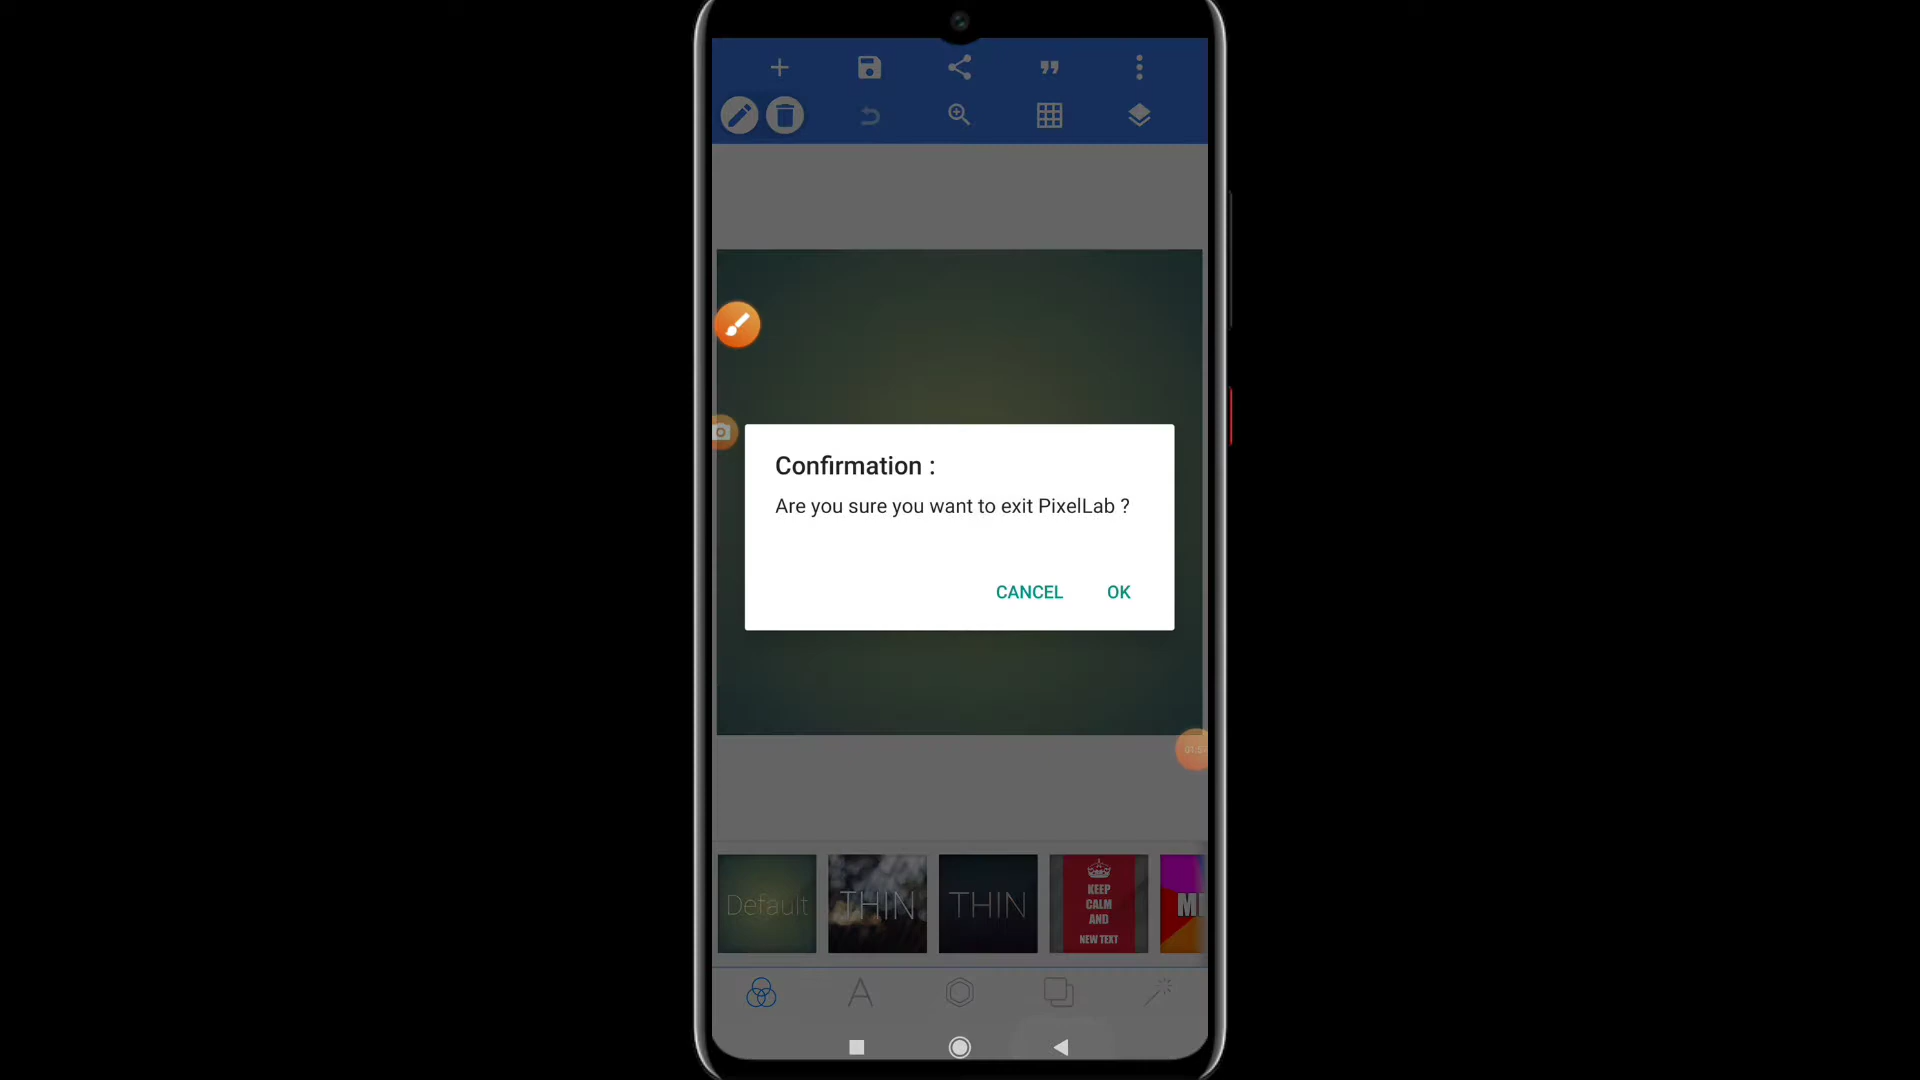 Confirmation :
Are you sure you want to exit PixelLab ?
CANCEL OK
Default
THIN
THIN
KEEP
CALM
AND
NEW TEXT